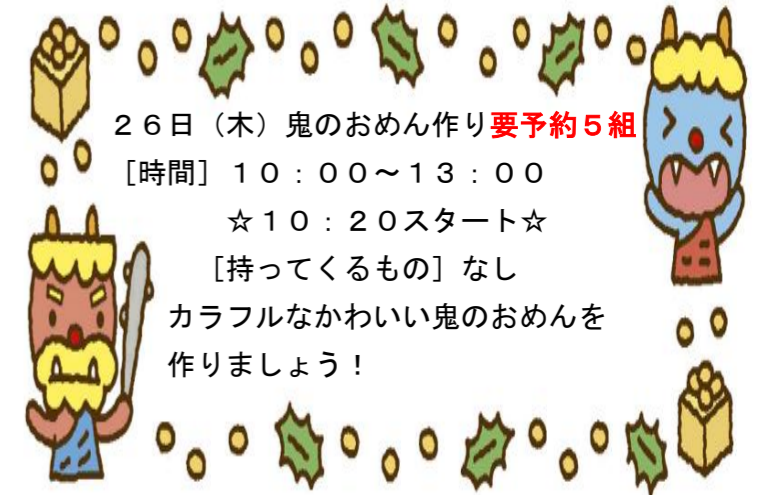 ２６日（木）鬼のおめん作り要予約５組
［時間］１０：００～１３：００
☆１０：２０スタート☆
［持ってくるもの］なし
カラフルなかわいい鬼のおめんを
作りましょう！